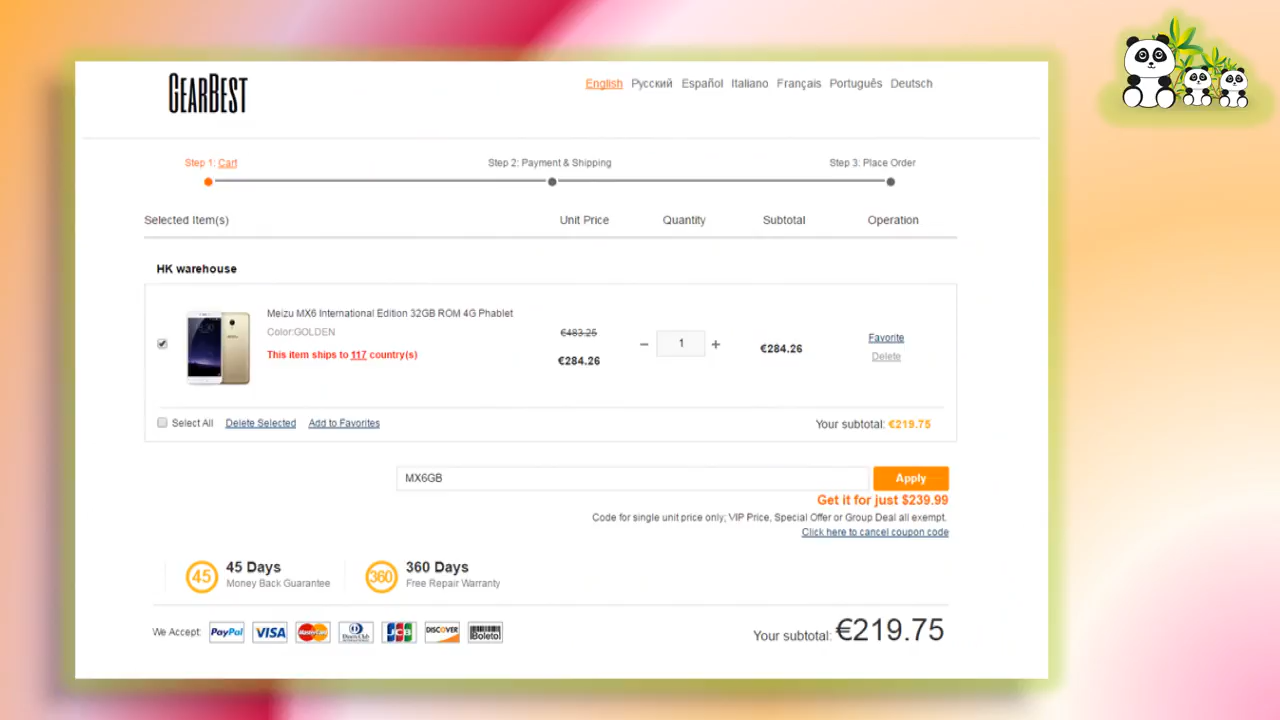 GEARBEST
English Русский Español Italiano Français Português Deutsch
Step 1: Cart Step 2: Payment & Shipping Step 3: Place Order
Selected Item(s) Unit Price Quantity Subtotal Operation
HK warehouse
Meizu MX6 International Edition 32GB ROM 4G Phablet
Color:GOLDEN
This item ships to 117 country(s)
€483.25
€284.26
− 1 +
€284.26
Favorite
Delete
Select All Delete Selected Add to Favorites Your subtotal: €219.75
MX6GB Apply
Get it for just $239.99
Code for single unit price only; VIP Price, Special Offer or Group Deal all exempt.
Click here to cancel coupon code
45 45 Days
Money Back Guarantee
360 360 Days
Free Repair Warranty
We Accept: PayPal VISA MasterCard Diners Club JCB DISCOVER Boleto
Your subtotal: €219.75